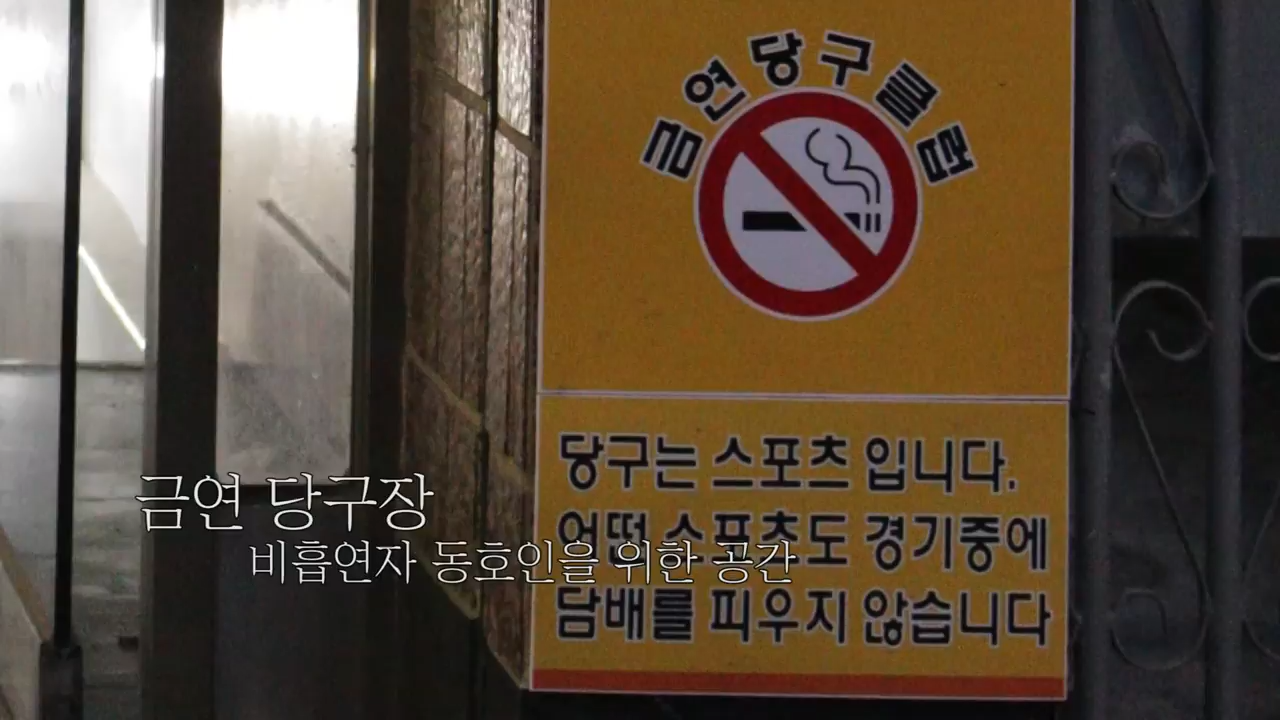 금연당구클럽
당구는 스포츠 입니다.
어떤 스포츠도 경기중에
담배를 피우지 않습니다
금연 당구장
비흡연자 동호인을 위한 공간